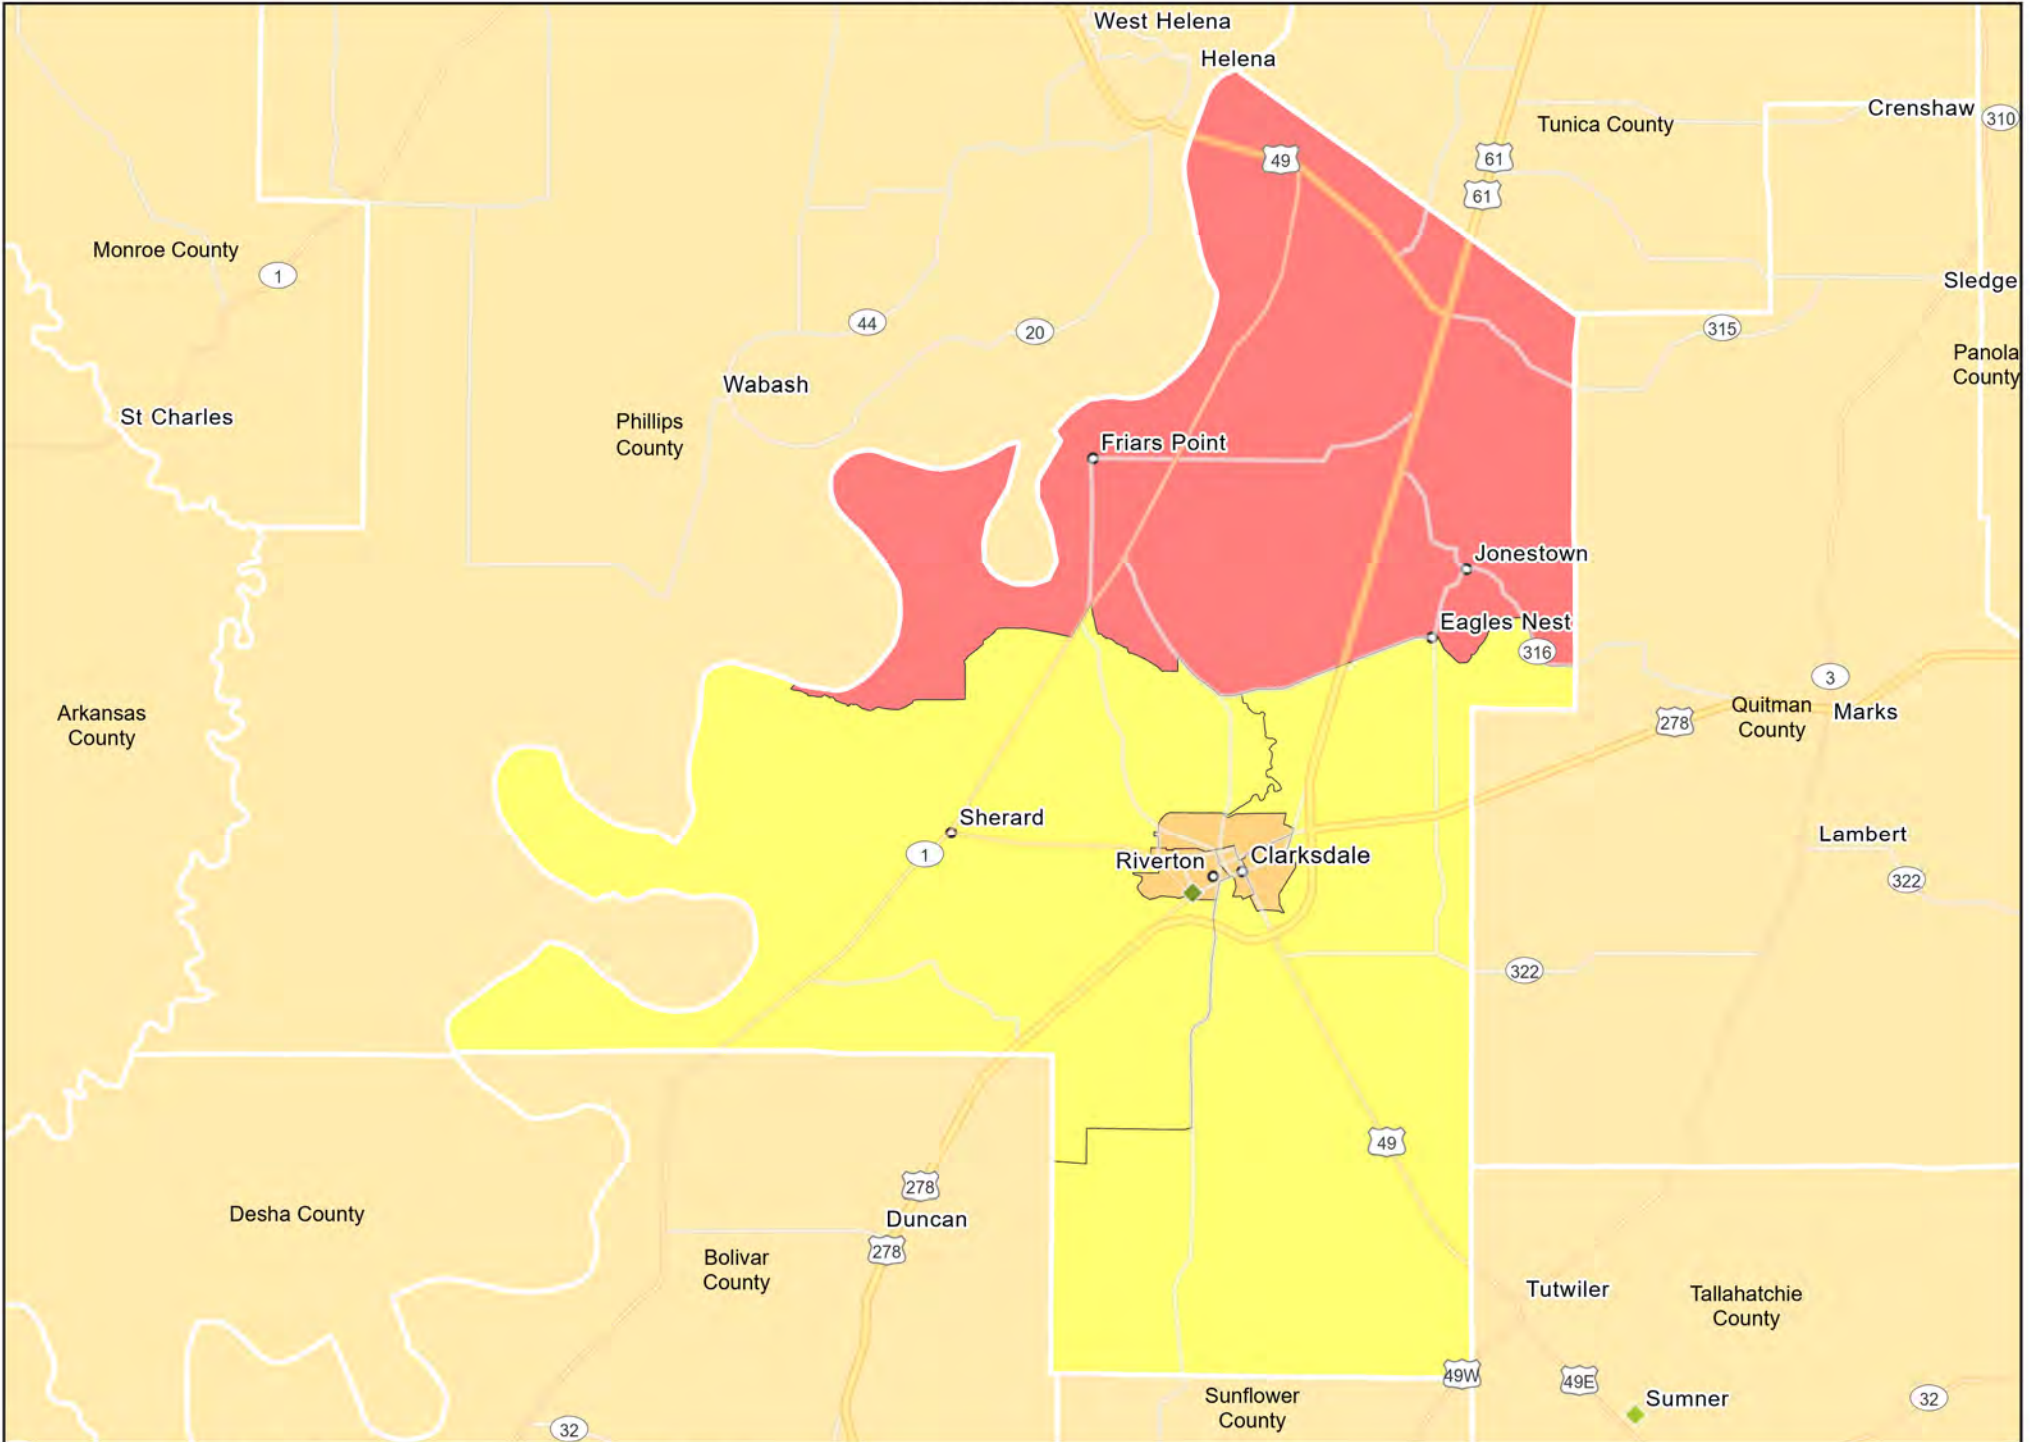 West Helena
Helena
Crenshaw
310
Tunica County
49
61
61
Monroe County
1
Sledge
44
20
315
Panola
County
Wabash
St Charles
Phillips
County
Friars Point
Jonestown
Eagles Nest
316
3
Quitman
County
Marks
278
Arkansas
County
Sherard
1
Lambert
Riverton
Clarksdale
322
322
49
278
Duncan
278
Desha County
Bolivar
County
Tutwiler
Tallahatchie
County
49W
49E
Sumner
Sunflower
County
32
32